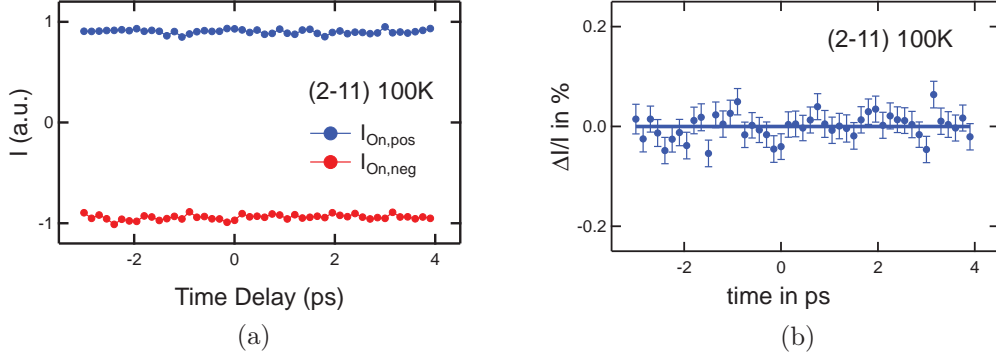 1
0
-1
I (a.u.)
(2-11) 100K
I_On,pos
I_On,neg
-2
0
2
4
Time Delay (ps)
(a)
0.2
0.0
-0.2
ΔI/I in %
(2-11) 100K
-2
0
2
4
time in ps
(b)